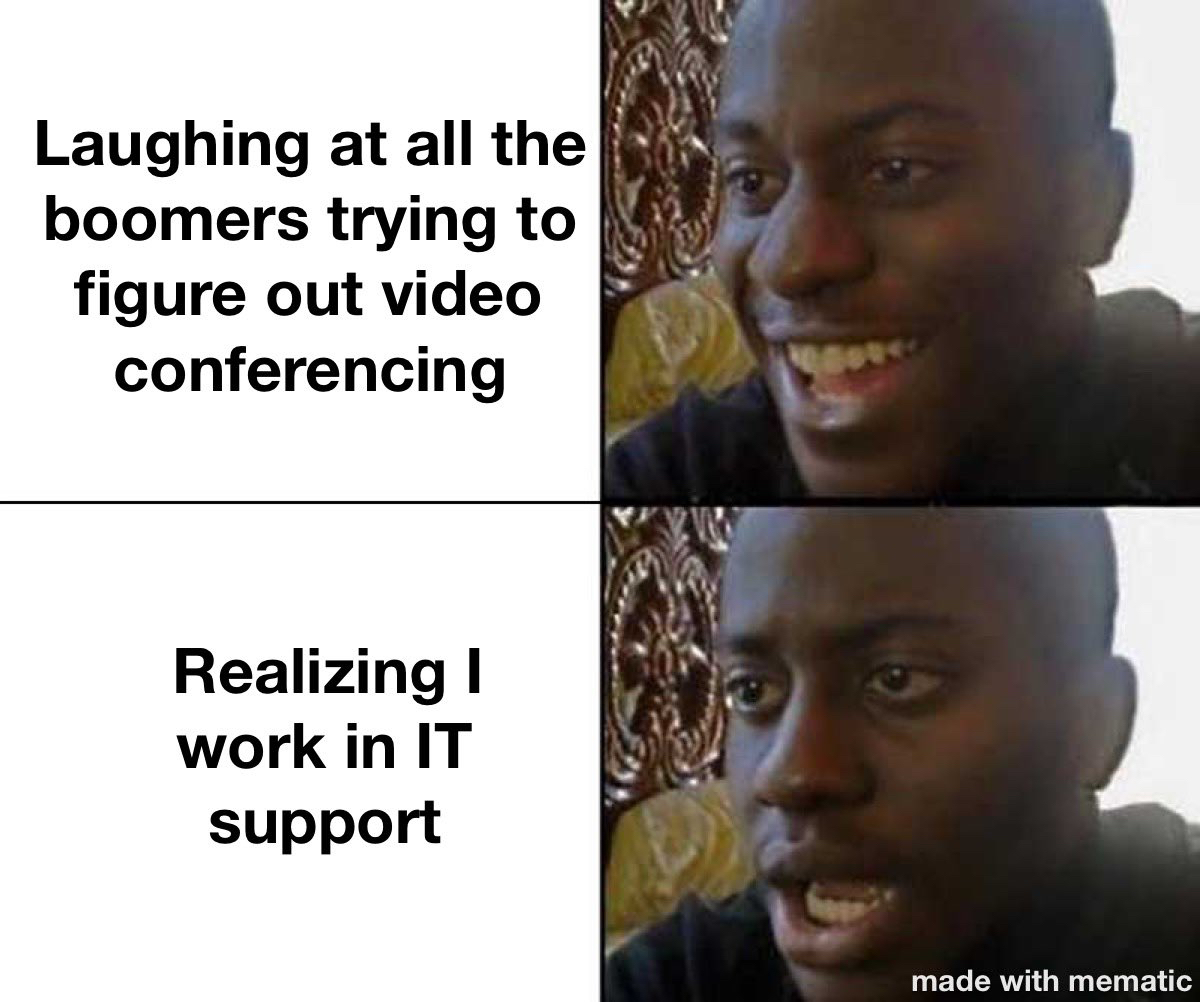 Laughing at all the
boomers trying to
figure out video
conferencing
Realizing I
work in IT
support
made with mematic